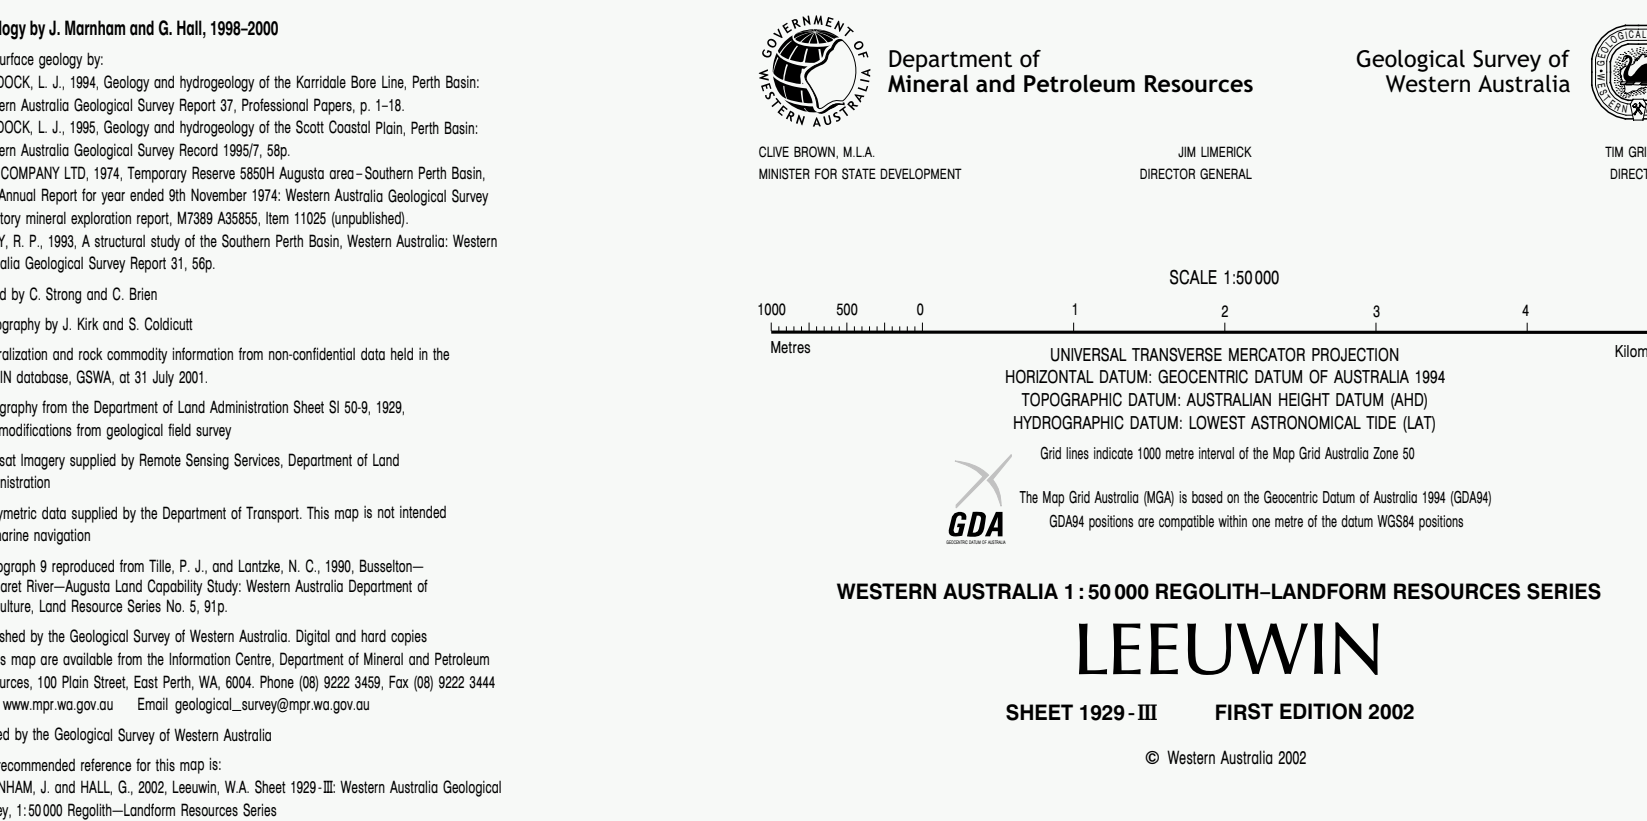 logy by J. Marnham and G. Hall, 1998–2000
surface geology by:
DOCK, L. J., 1994, Geology and hydrogeology of the Karridale Bore Line, Perth Basin:
ern Australia Geological Survey Report 37, Professional Papers, p. 1–18.
DOCK, L. J., 1995, Geology and hydrogeology of the Scott Coastal Plain, Perth Basin:
ern Australia Geological Survey Record 1995/7, 58p.
COMPANY LTD, 1974, Temporary Reserve 5850H Augusta area – Southern Perth Basin,
Annual Report for year ended 9th November 1974: Western Australia Geological Survey
tory mineral exploration report, M7389 A35855, Item 11025 (unpublished).
Y, R. P., 1993, A structural study of the Southern Perth Basin, Western Australia: Western
alia Geological Survey Report 31, 56p.
d by C. Strong and C. Brien
ography by J. Kirk and S. Coldicutt
ralization and rock commodity information from non-confidential data held in the
IN database, GSWA, at 31 July 2001.
graphy from the Department of Land Administration Sheet SI 50-9, 1929,
modifications from geological field survey
sat Imagery supplied by Remote Sensing Services, Department of Land
nistration
ymetric data supplied by the Department of Transport. This map is not intended
marine navigation
ograph 9 reproduced from Tille, P. J., and Lantzke, N. C., 1990, Busselton—
aret River—Augusta Land Capability Study: Western Australia Department of
ulture, Land Resource Series No. 5, 91p.
shed by the Geological Survey of Western Australia. Digital and hard copies
s map are available from the Information Centre, Department of Mineral and Petroleum
urces, 100 Plain Street, East Perth, WA, 6004. Phone (08) 9222 3459, Fax (08) 9222 3444
www.mpr.wa.gov.au Email geological_survey@mpr.wa.gov.au
ed by the Geological Survey of Western Australia
recommended reference for this map is:
NHAM, J. and HALL, G., 2002, Leeuwin, W.A. Sheet 1929-III: Western Australia Geological
ey, 1:50 000 Regolith—Landform Resources Series
GOVERNMENT OF
WESTERN AUSTRALIA
Department of
Mineral and Petroleum Resources
Geological Survey of
Western Australia
GEOLOGICAL
WESTERN
CLIVE BROWN, M.L.A.
MINISTER FOR STATE DEVELOPMENT
JIM LIMERICK
DIRECTOR GENERAL
TIM GRI
DIRECT
SCALE 1:50 000
1000 500 0 1 2 3 4
Metres
Kilom
UNIVERSAL TRANSVERSE MERCATOR PROJECTION
HORIZONTAL DATUM: GEOCENTRIC DATUM OF AUSTRALIA 1994
TOPOGRAPHIC DATUM: AUSTRALIAN HEIGHT DATUM (AHD)
HYDROGRAPHIC DATUM: LOWEST ASTRONOMICAL TIDE (LAT)
Grid lines indicate 1000 metre interval of the Map Grid Australia Zone 50
GDA
GEOCENTRIC DATUM OF AUSTRALIA
The Map Grid Australia (MGA) is based on the Geocentric Datum of Australia 1994 (GDA94)
GDA94 positions are compatible within one metre of the datum WGS84 positions
WESTERN AUSTRALIA 1 : 50 000 REGOLITH–LANDFORM RESOURCES SERIES
LEEUWIN
SHEET 1929-III FIRST EDITION 2002
© Western Australia 2002